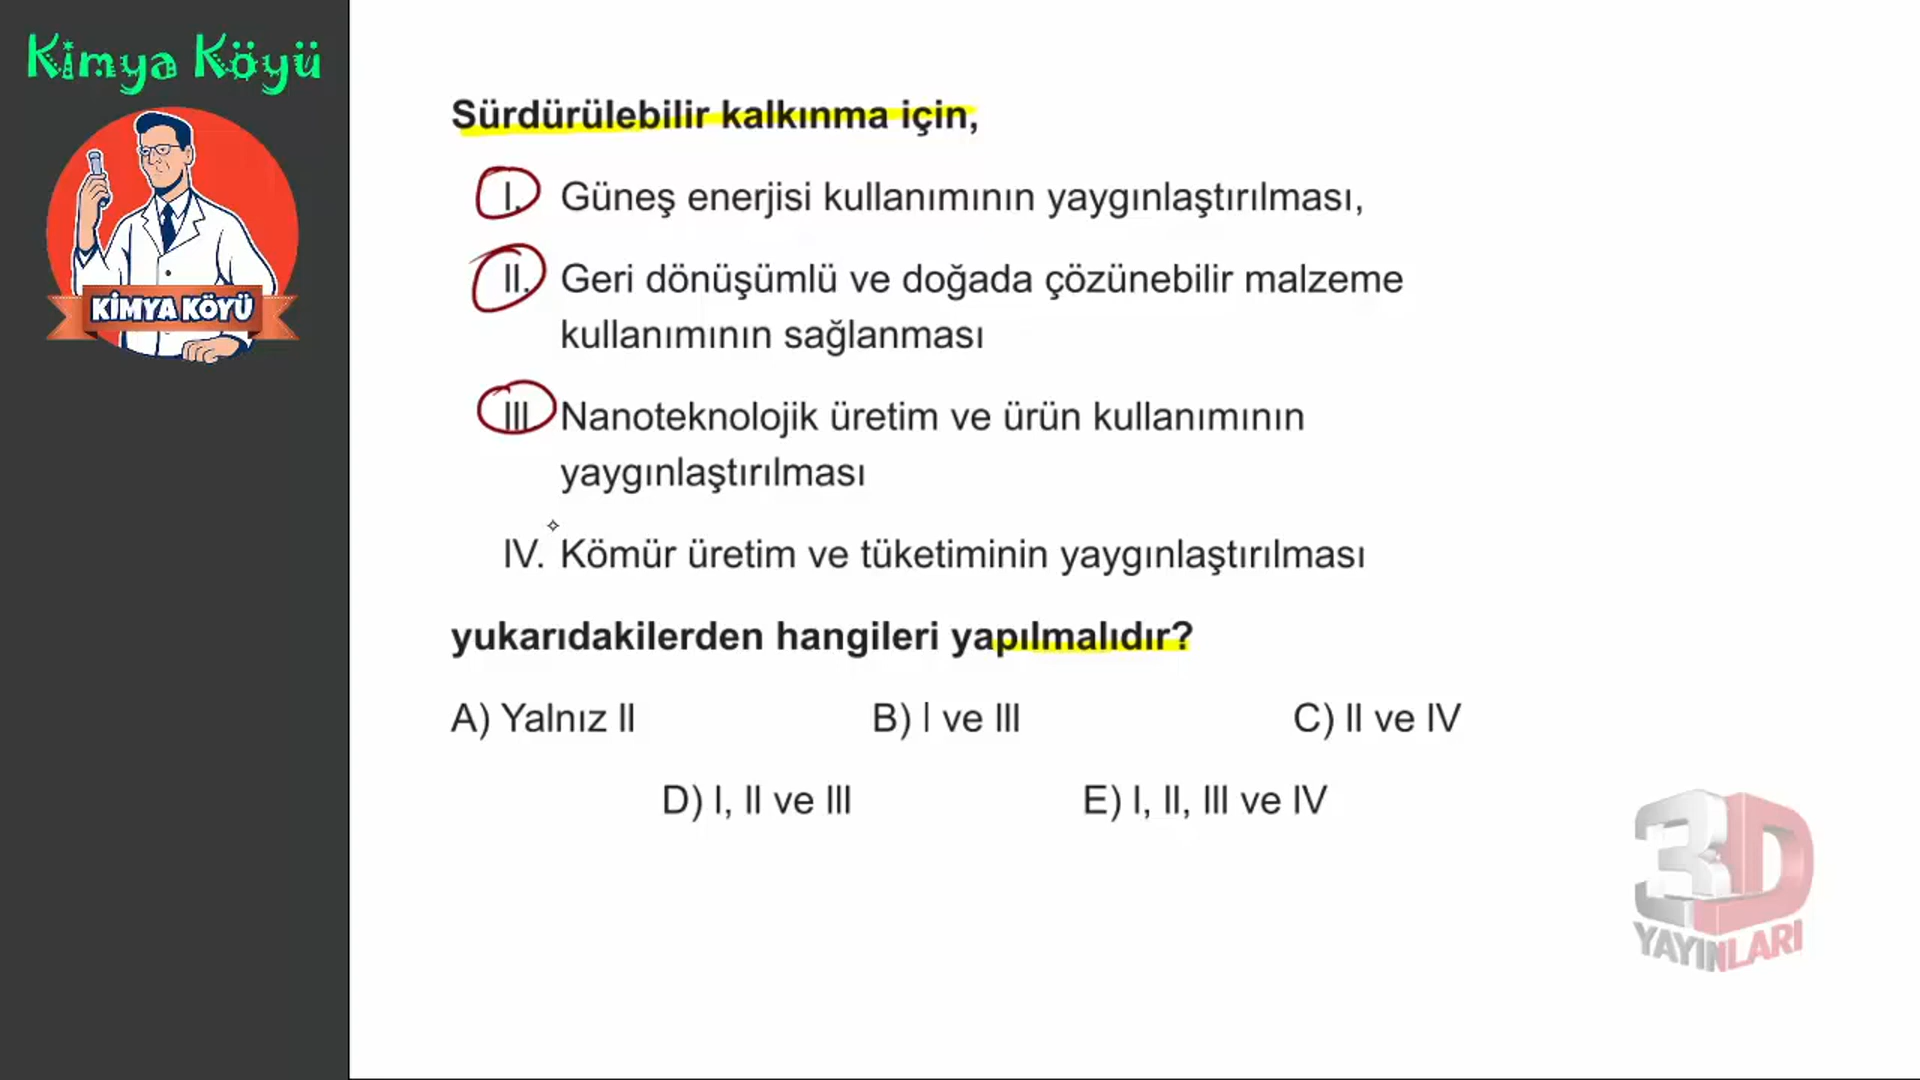 Kimya Köyü
KİMYA KÖYÜ
Sürdürülebilir kalkınma için,
I. Güneş enerjisi kullanımının yaygınlaştırılması,
II. Geri dönüşümlü ve doğada çözünebilir malzeme
kullanımının sağlanması
III Nanoteknolojik üretim ve ürün kullanımının
yaygınlaştırılması
IV. Kömür üretim ve tüketiminin yaygınlaştırılması
yukarıdakilerden hangileri yapılmalıdır?
A) Yalnız II B) I ve III C) II ve IV
D) I, II ve III E) I, II, III ve IV
3D
YAYINLARI